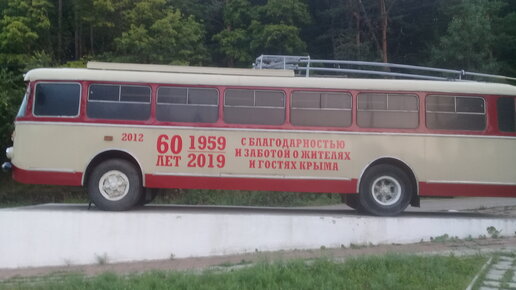 2012
60 ЛЕТ
1959
2019
С БЛАГОДАРНОСТЬЮ
И ЗАБОТОЙ О ЖИТЕЛЯХ
И ГОСТЯХ КРЫМА